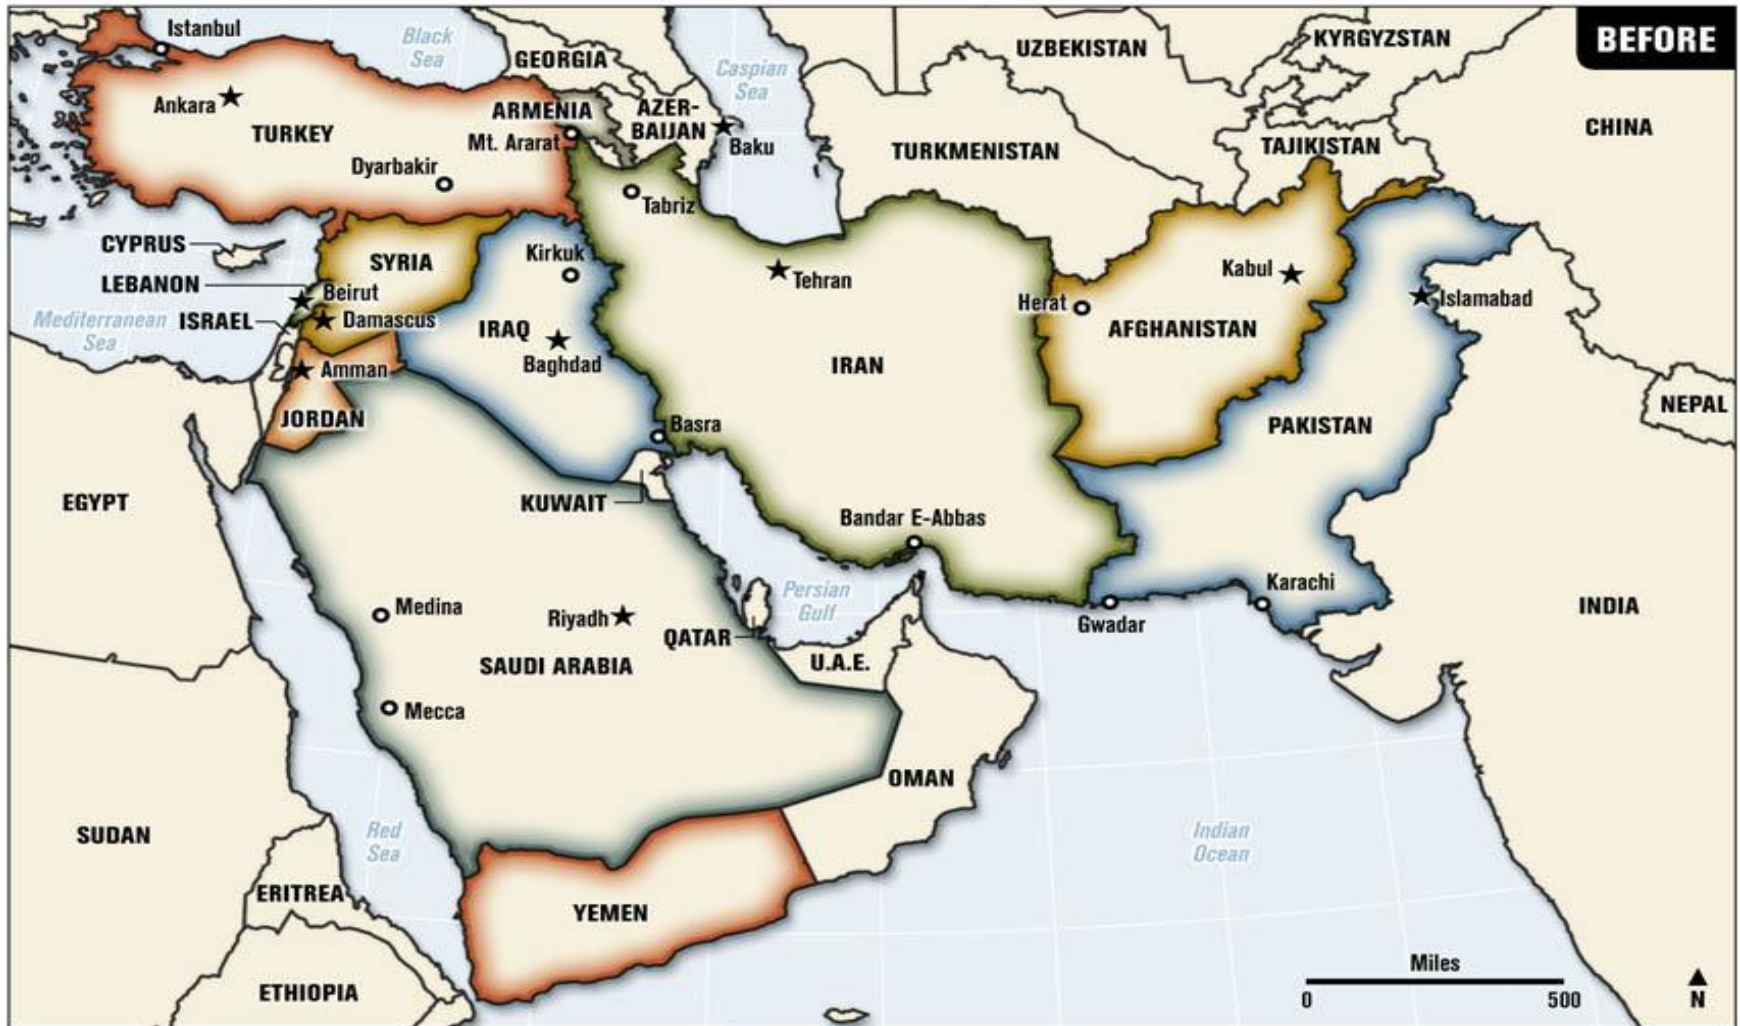 BEFORE
Istanbul
Black
Sea
GEORGIA
Caspian
Sea
UZBEKISTAN
KYRGYZSTAN
Ankara
TURKEY
ARMENIA
Mt. Ararat
AZER-
BAIJAN
Baku
TURKMENISTAN
TAJIKISTAN
CHINA
Dyarbakir
Tabriz
CYPRUS
SYRIA
Kirkuk
Tehran
Herat
Kabul
Islamabad
LEBANON
Beirut
Mediterranean
Sea
ISRAEL
Damascus
IRAQ
Baghdad
IRAN
AFGHANISTAN
Amman
JORDAN
Basra
PAKISTAN
NEPAL
EGYPT
KUWAIT
Bandar E-Abbas
Medina
Riyadh
Persian
Gulf
QATAR
U.A.E.
Gwadar
Karachi
INDIA
SAUDI ARABIA
Mecca
OMAN
SUDAN
Red
Sea
Indian
Ocean
ERITREA
YEMEN
ETHIOPIA
Miles
0
500
N